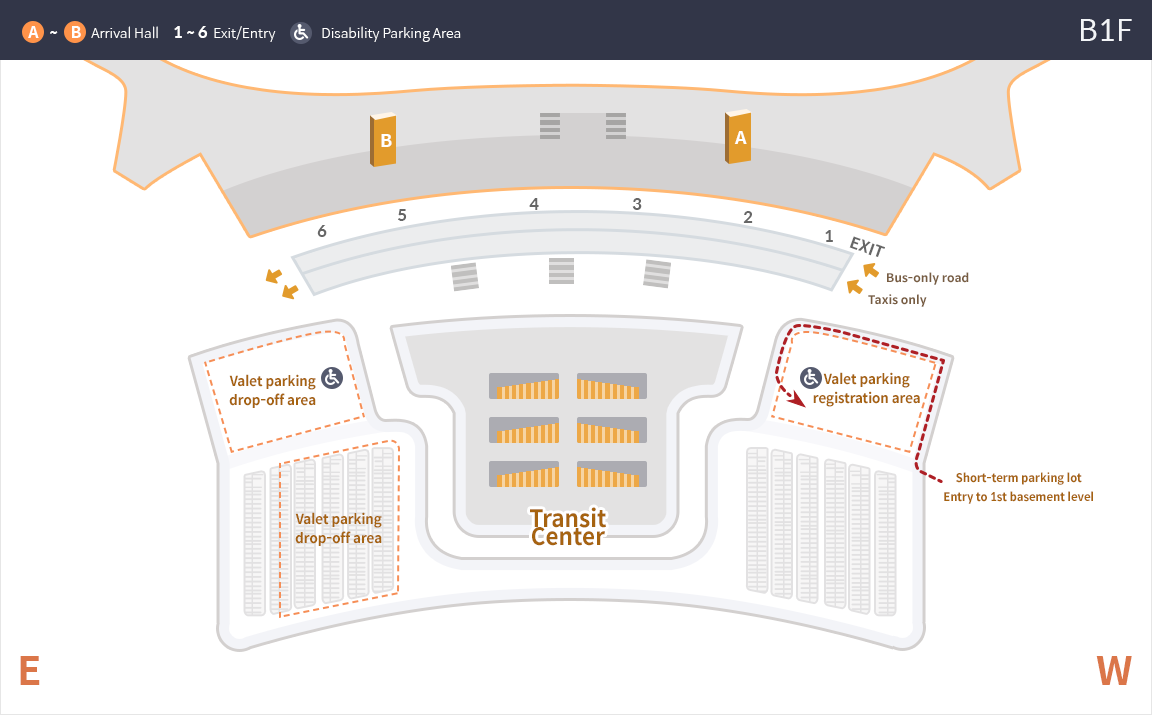 A ~ B Arrival Hall 1 ~ 6 Exit/Entry Disability Parking Area
B1F
B
A
6
5
4
3
2
1
EXIT
Bus-only road
Taxis only
Valet parking
drop-off area
Valet parking
registration area
Short-term parking lot
Entry to 1st basement level
Valet parking
drop-off area
Transit
Center
E
W